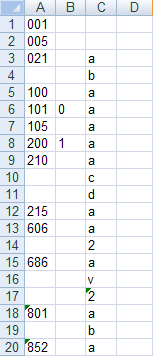 A B C D
1 001
2 005
3 021 a
4 b
5 100 a
6 101 0 a
7 105 a
8 200 1 a
9 210 a
10 c
11 d
12 215 a
13 606 a
14 2
15 686 a
16 v
17 2
18 801 a
19 b
20 852 a